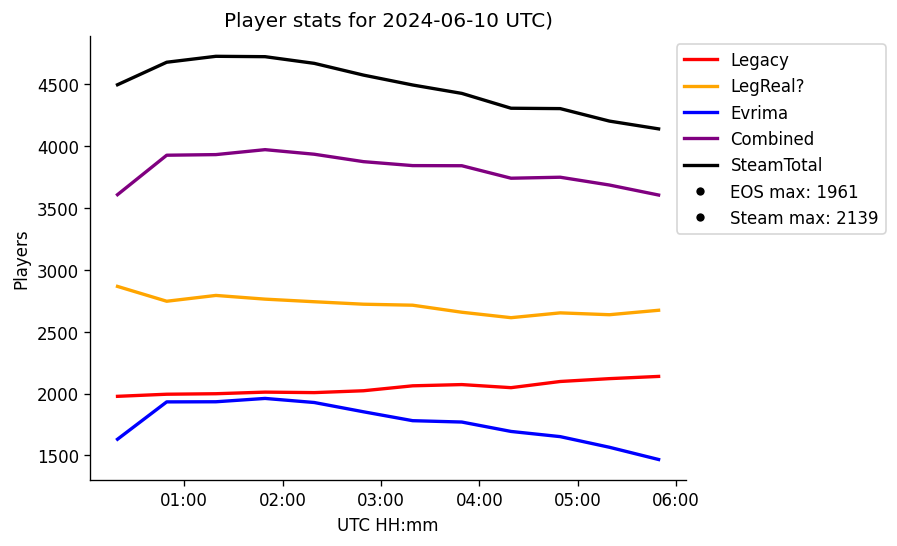 Player stats for 2024-06-10 UTC)
Legacy
LegReal?
Evrima
Combined
SteamTotal
EOS max: 1961
Steam max: 2139
Players
4500
4000
3500
3000
2500
2000
1500
01:00 02:00 03:00 04:00 05:00 06:00
UTC HH:mm